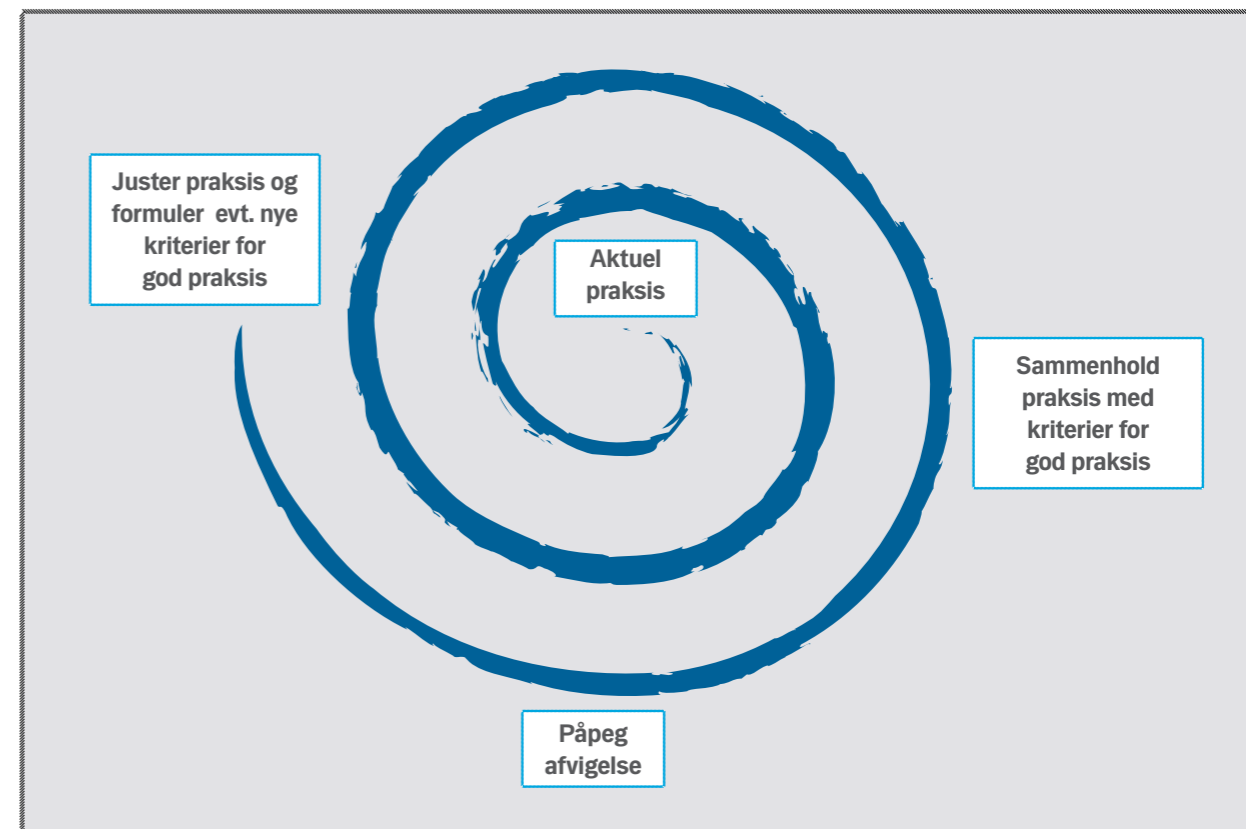 Juster praksis og
formuler evt. nye
kriterier for
god praksis
Aktuel
praksis
Sammenhold
praksis med
kriterier for
god praksis
Påpeg
afvigelse